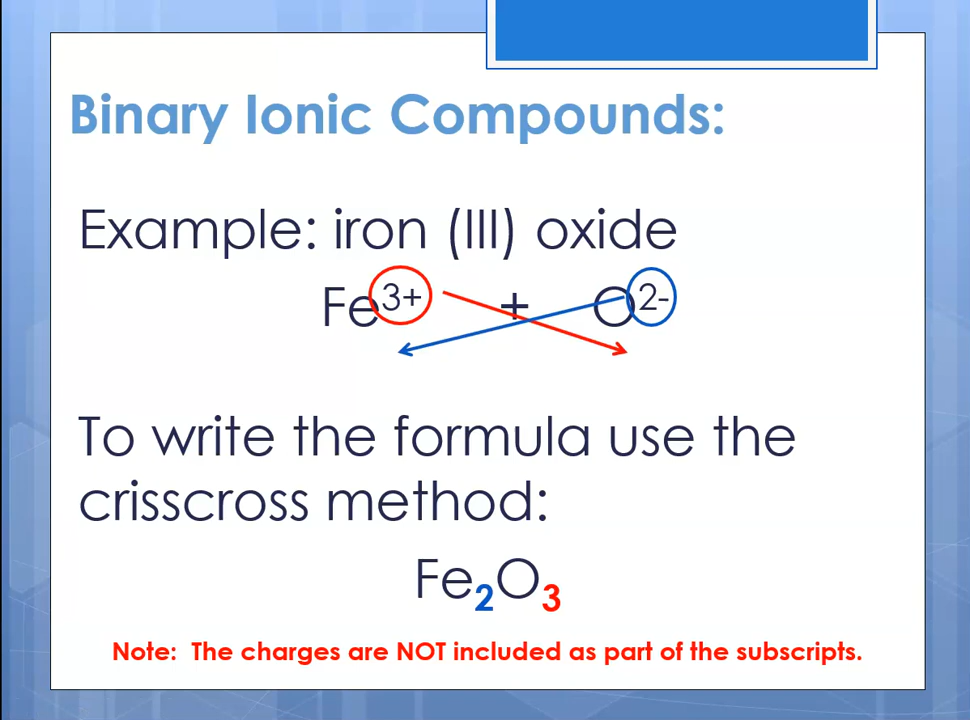 Binary Ionic Compounds:
Example: iron (III) oxide
Fe³⁺ + O²⁻
To write the formula use the
crisscross method:
Fe₂O₃
Note: The charges are NOT included as part of the subscripts.